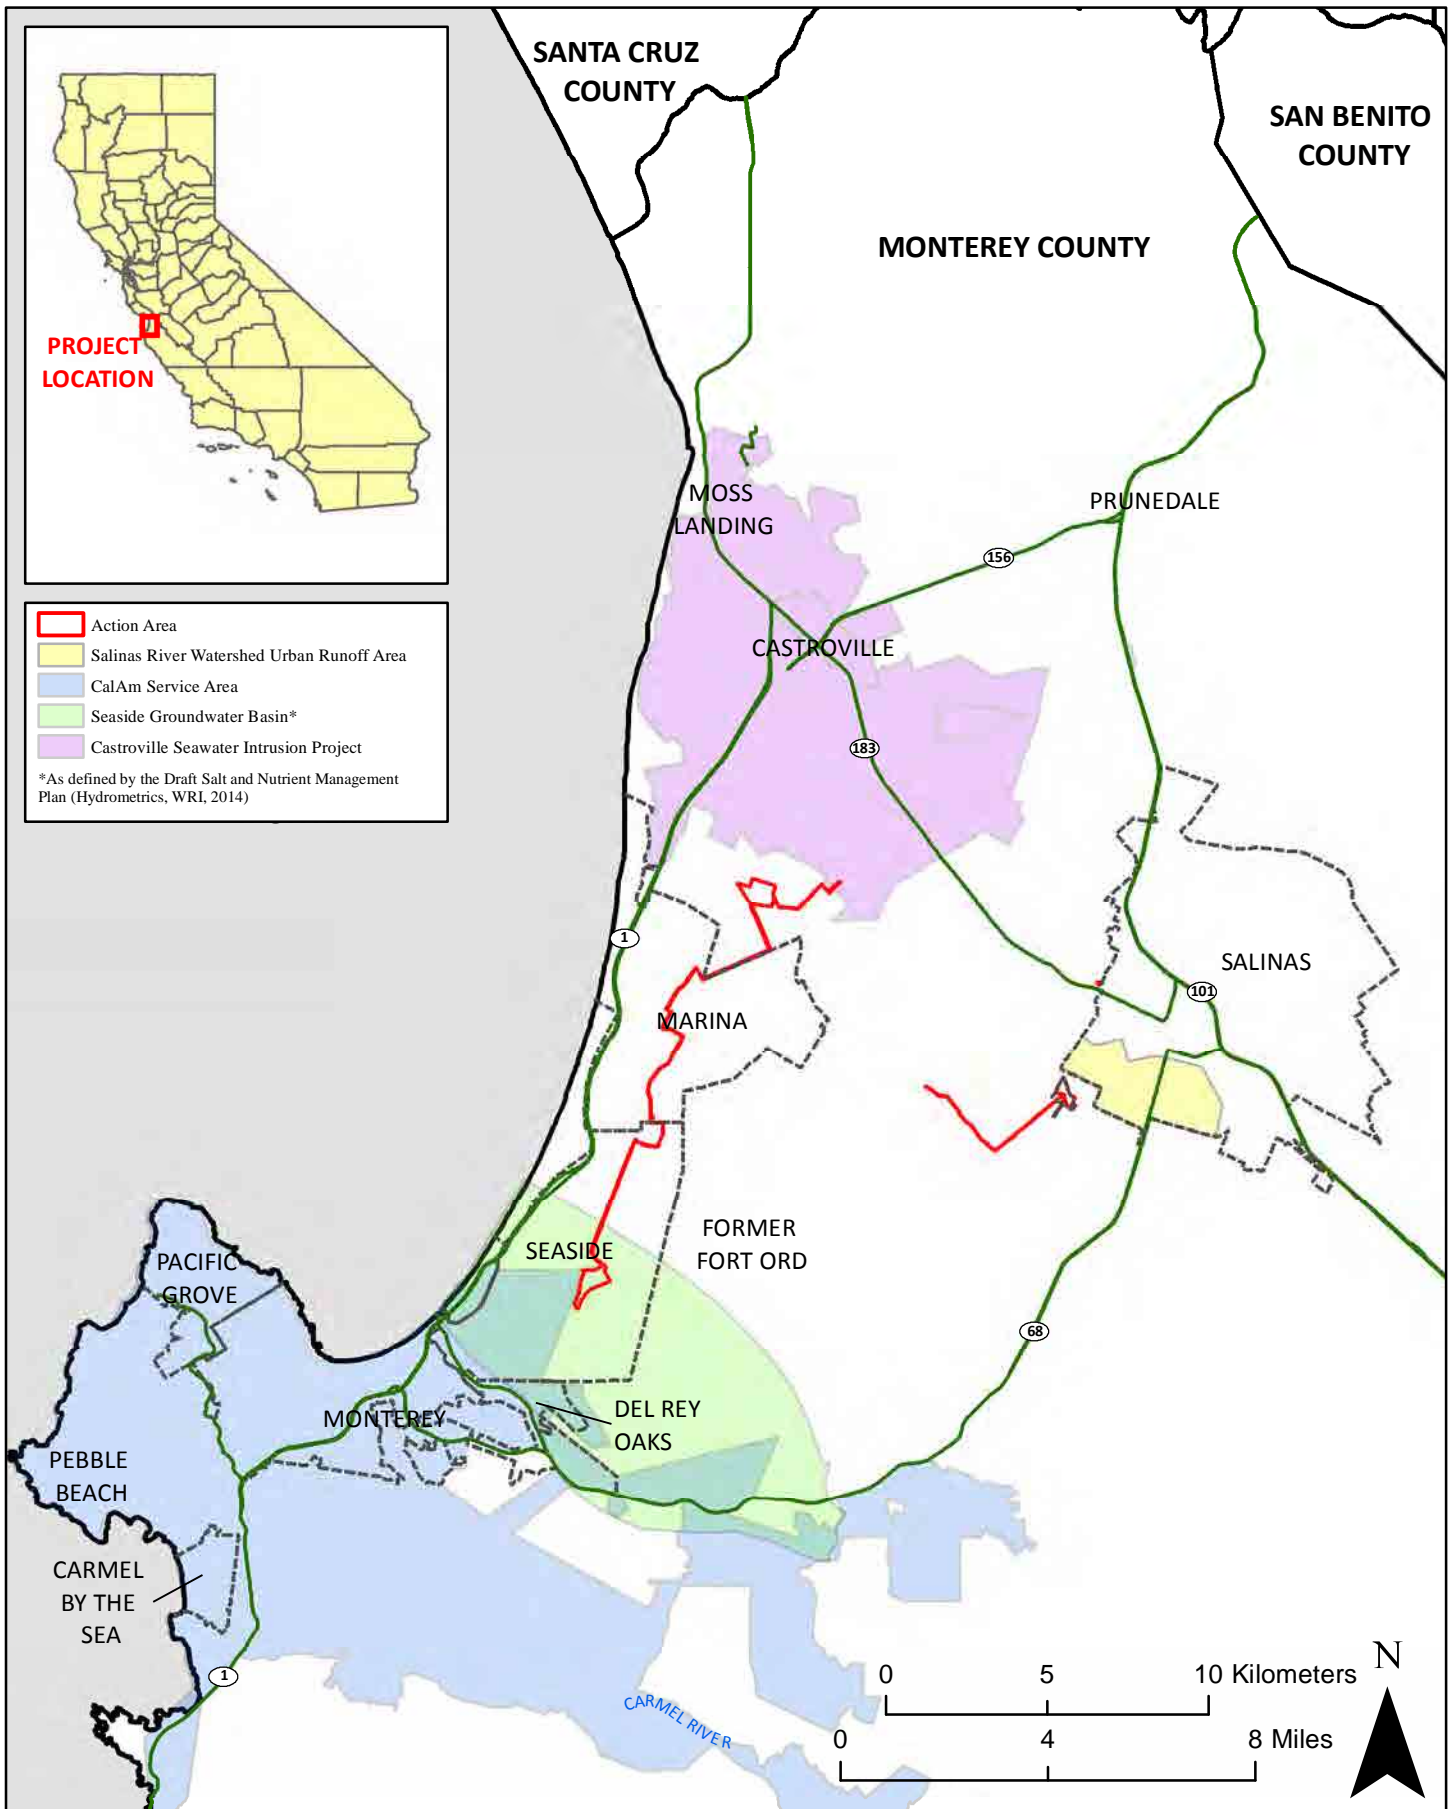 SANTA CRUZ
COUNTY
SAN BENITO
COUNTY
MONTEREY COUNTY
PROJECT
LOCATION
Action Area
Salinas River Watershed Urban Runoff Area
CalAm Service Area
Seaside Groundwater Basin*
Castroville Seawater Intrusion Project
*As defined by the Draft Salt and Nutrient Management
Plan (Hydrometrics, WRI, 2014)
MOSS
LANDING
PRUNEDALE
156
CASTROVILLE
183
1
SALINAS
101
MARINA
FORMER
FORT ORD
SEASIDE
PACIFIC
GROVE
68
DEL REY
OAKS
MONTEREY
PEBBLE
BEACH
CARMEL
BY THE
SEA
1
CARMEL RIVER
0 5 10 Kilometers
0 4 8 Miles
N